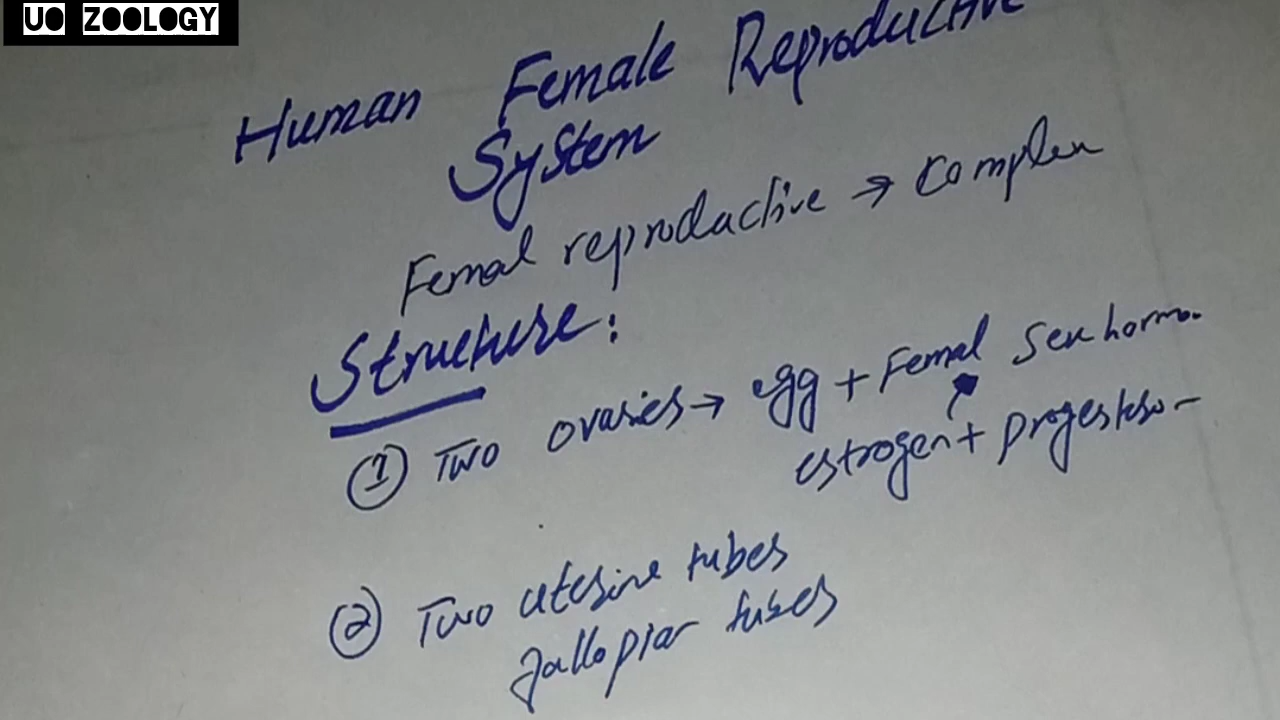 UO ZOOLOGY
Human Female Reproductive
System
Femal reproductive → complex
Structure:
① Two ovaries → egg + Femal Sex hormo.
estrogen + progestero -
② Two uterine tubes
fallopian tubes